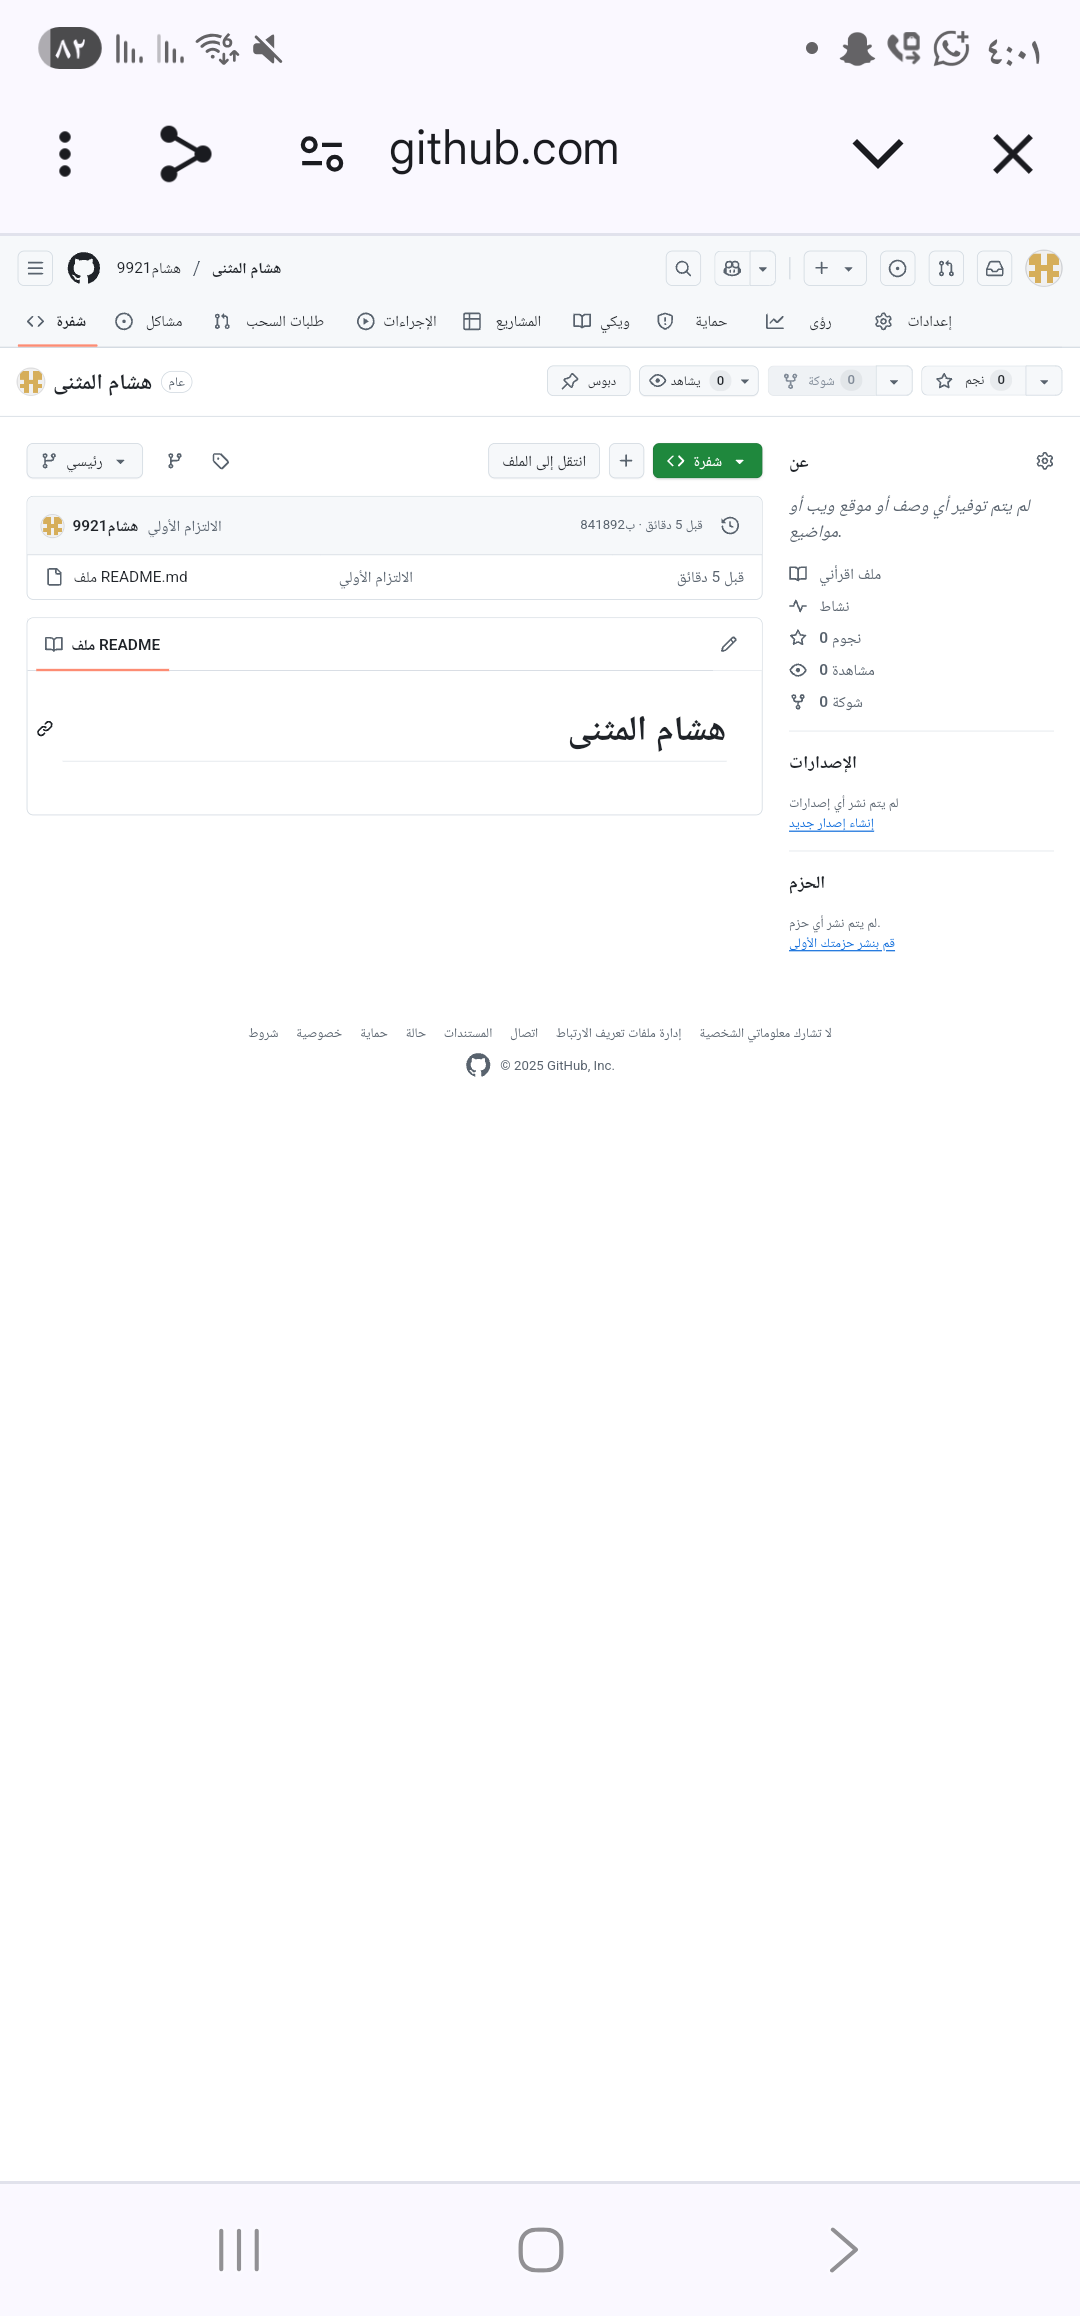 ٨٢
٤:٠١
github.com
هشام9921 / هشام المثنى
شفرة
مشاكل
طلبات السحب
الإجراءات
المشاريع
ويكي
حماية
رؤى
إعدادات
هشام المثنى
عام
دبوس
يشاهد 0
شوكة 0
نجم 0
رئيسي
انتقل إلى الملف
شفرة
هشام9921 الالتزام الأولي
ب841892 · قبل 5 دقائق
ملف README.md
الالتزام الأولي
قبل 5 دقائق
ملف README
هشام المثنى
عن
لم يتم توفير أي وصف أو موقع ويب أو
مواضيع.
ملف اقرأني
نشاط
0 نجوم
0 مشاهدة
0 شوكة
الإصدارات
لم يتم نشر أي إصدارات
إنشاء إصدار جديد
الحزم
لم يتم نشر أي حزم.
قم بنشر حزمتك الأولى
شروط
خصوصية
حماية
حالة
المستندات
اتصال
إدارة ملفات تعريف الارتباط
لا تشارك معلوماتي الشخصية
© 2025 GitHub, Inc.